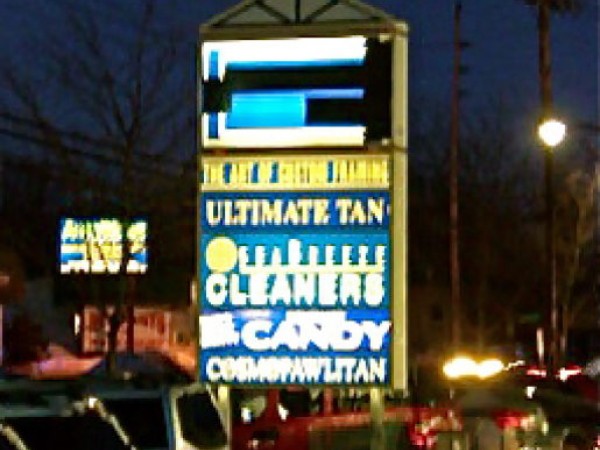 THE ART OF CUSTOM FRAMING
ULTIMATE TAN
SEA BREEZE
CLEANERS
CANDY
COSMOPAWLITAN